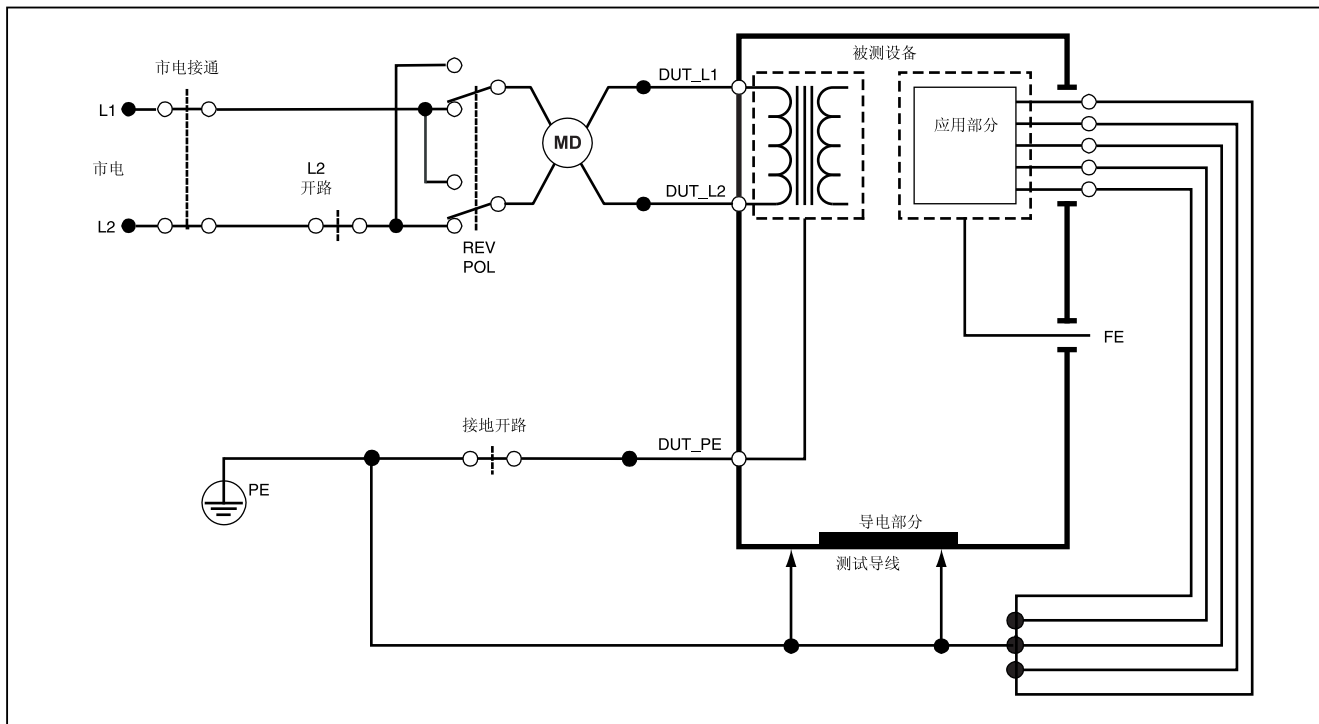 被测设备
市电接通
DUT_L1
L1
应用部分
MD
市电
L2
开路
DUT_L2
L2
REV
POL
FE
接地开路
DUT_PE
PE
导电部分
测试导线